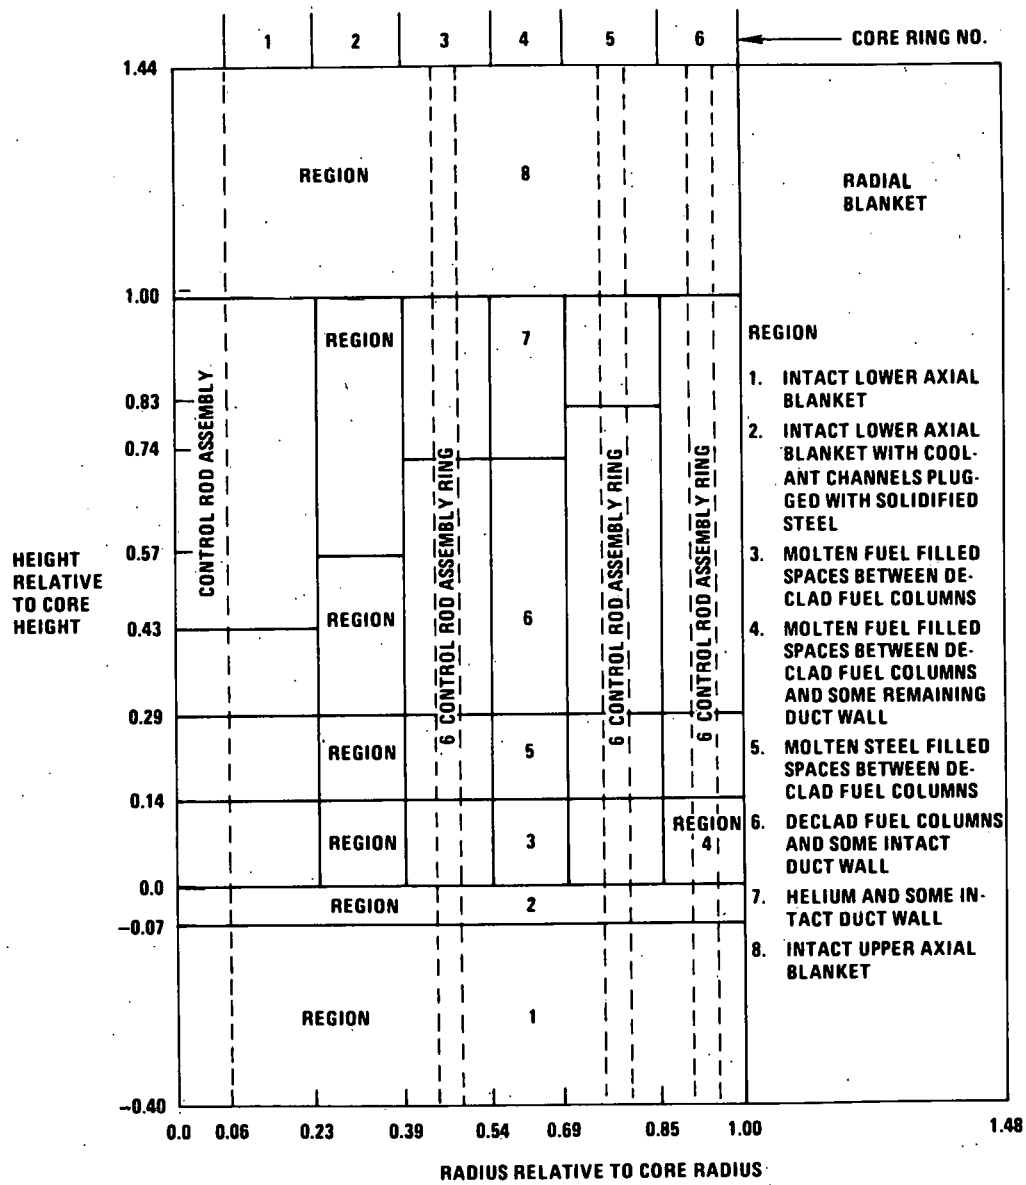 1 2 3 4 5 6 CORE RING NO.
1.44
REGION 8
RADIAL
BLANKET
1.00
0.83
0.74
0.57
0.43
0.29
0.14
0.0
-0.07
-0.40
HEIGHT
RELATIVE
TO CORE
HEIGHT
CONTROL ROD ASSEMBLY
6 CONTROL ROD ASSEMBLY RING
6 CONTROL ROD ASSEMBLY RING
6 CONTROL ROD ASSEMBLY RING
REGION 7
REGION 6
REGION 5
REGION 3
REGION
4
REGION 2
REGION 1
REGION
1. INTACT LOWER AXIAL
BLANKET
2. INTACT LOWER AXIAL
BLANKET WITH COOL-
ANT CHANNELS PLUG-
GED WITH SOLIDIFIED
STEEL
3. MOLTEN FUEL FILLED
SPACES BETWEEN DE-
CLAD FUEL COLUMNS
4. MOLTEN FUEL FILLED
SPACES BETWEEN DE-
CLAD FUEL COLUMNS
AND SOME REMAINING
DUCT WALL
5. MOLTEN STEEL FILLED
SPACES BETWEEN DE-
CLAD FUEL COLUMNS
6. DECLAD FUEL COLUMNS
AND SOME INTACT
DUCT WALL
7. HELIUM AND SOME IN-
TACT DUCT WALL
8. INTACT UPPER AXIAL
BLANKET
0.0 0.06 0.23 0.39 0.54 0.69 0.85 1.00 1.48
RADIUS RELATIVE TO CORE RADIUS